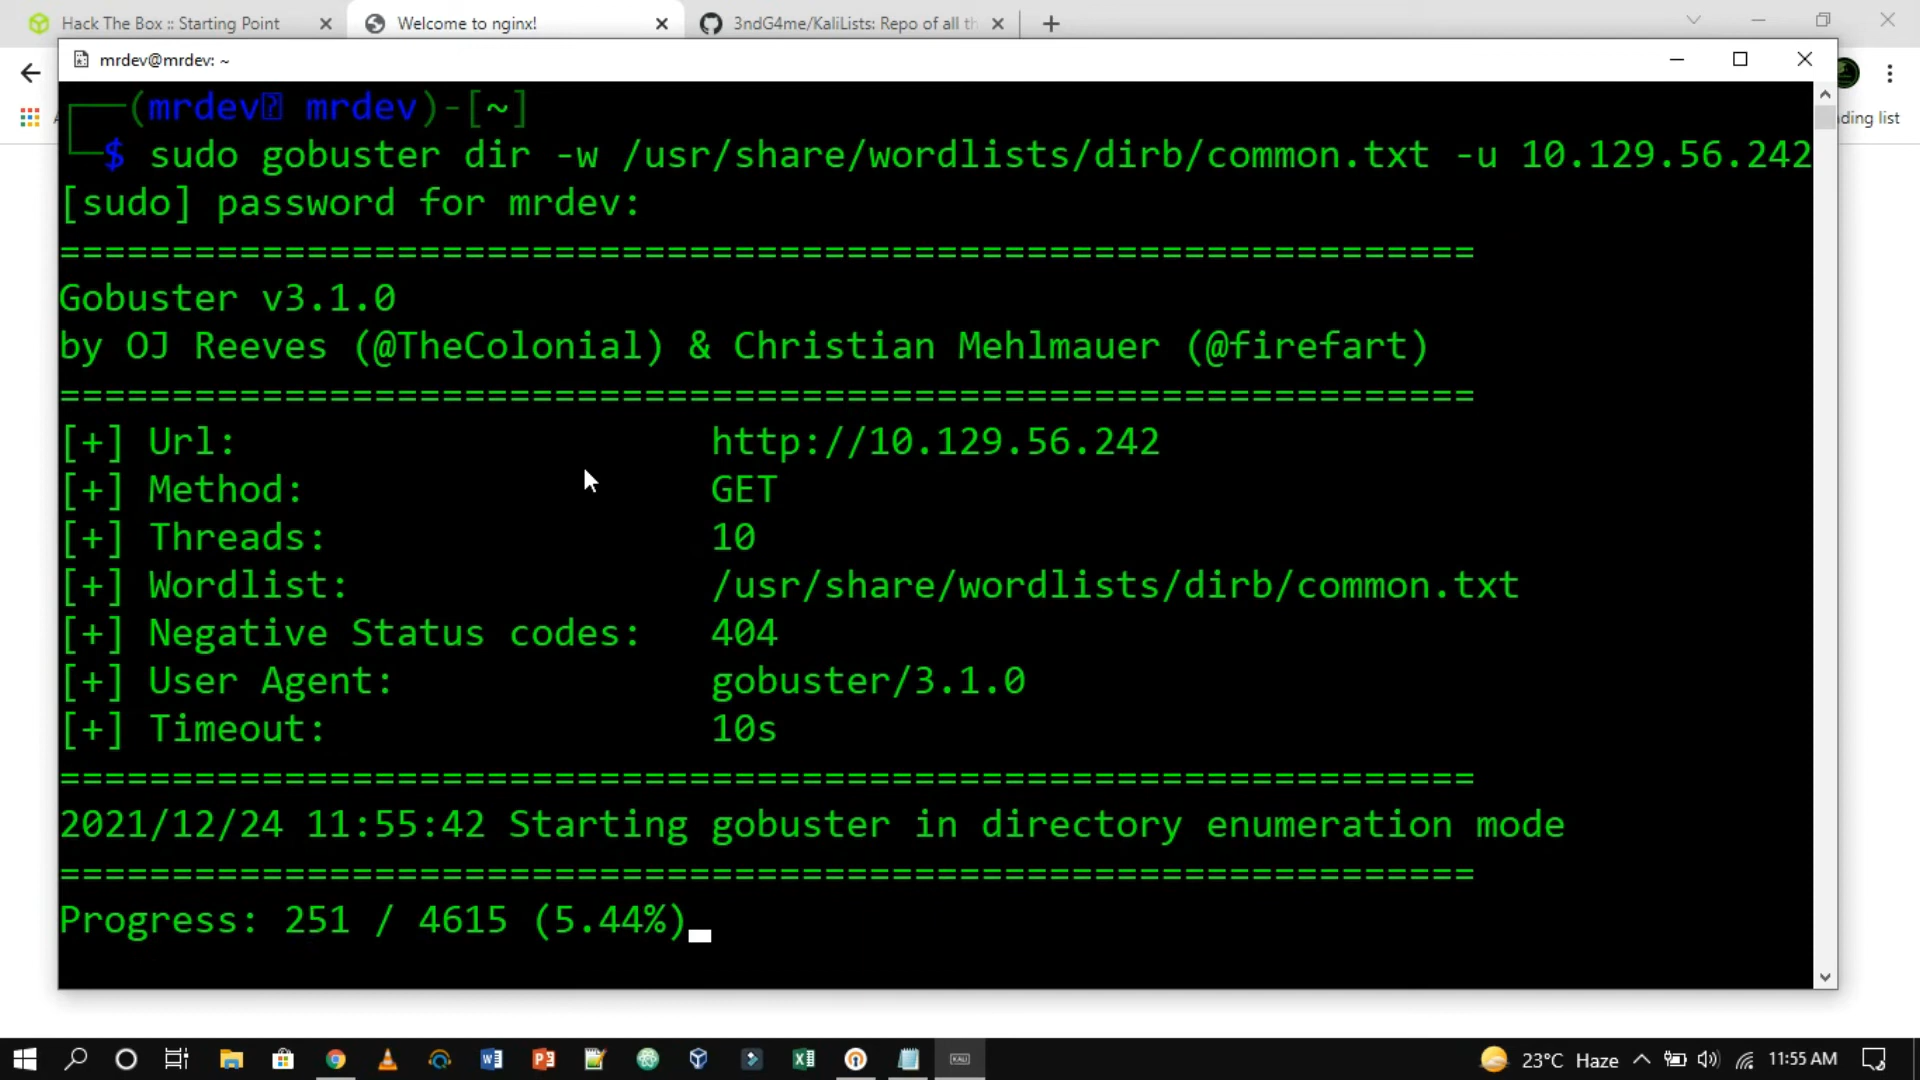 Hack The Box :: Starting Point
Welcome to nginx!
3ndG4me/KaliLists: Repo of all th
mrdev@mrdev: ~
(mrdev mrdev)-[~]
$ sudo gobuster dir -w /usr/share/wordlists/dirb/common.txt -u 10.129.56.242
ding list
[sudo] password for mrdev:
===============================================================
Gobuster v3.1.0
by OJ Reeves (@TheColonial) & Christian Mehlmauer (@firefart)
===============================================================
[+] Url: http://10.129.56.242
[+] Method: GET
[+] Threads: 10
[+] Wordlist: /usr/share/wordlists/dirb/common.txt
[+] Negative Status codes: 404
[+] User Agent: gobuster/3.1.0
[+] Timeout: 10s
===============================================================
2021/12/24 11:55:42 Starting gobuster in directory enumeration mode
===============================================================
Progress: 251 / 4615 (5.44%)
23°C Haze 11:55 AM